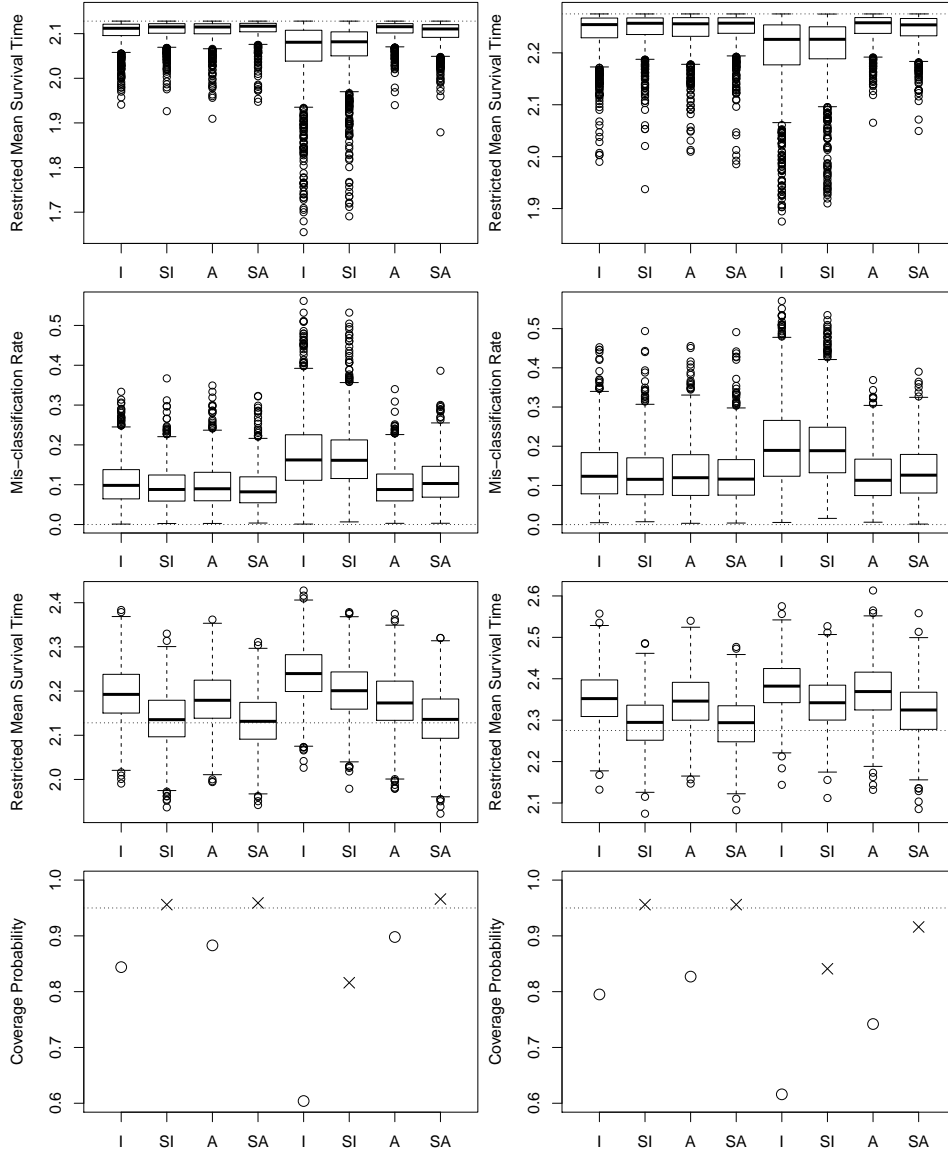 Restricted Mean Survival Time
1.7 1.8 1.9 2.0 2.1
I SI A SA I SI A SA
Restricted Mean Survival Time
1.9 2.0 2.1 2.2
I SI A SA I SI A SA
Mis-classification Rate
0.0 0.1 0.2 0.3 0.4 0.5
I SI A SA I SI A SA
Mis-classification Rate
0.0 0.1 0.2 0.3 0.4 0.5
I SI A SA I SI A SA
Restricted Mean Survival Time
2.0 2.1 2.2 2.3 2.4
I SI A SA I SI A SA
Restricted Mean Survival Time
2.1 2.2 2.3 2.4 2.5 2.6
I SI A SA I SI A SA
Coverage Probability
0.6 0.7 0.8 0.9 1.0
I SI A SA I SI A SA
Coverage Probability
0.6 0.7 0.8 0.9 1.0
I SI A SA I SI A SA